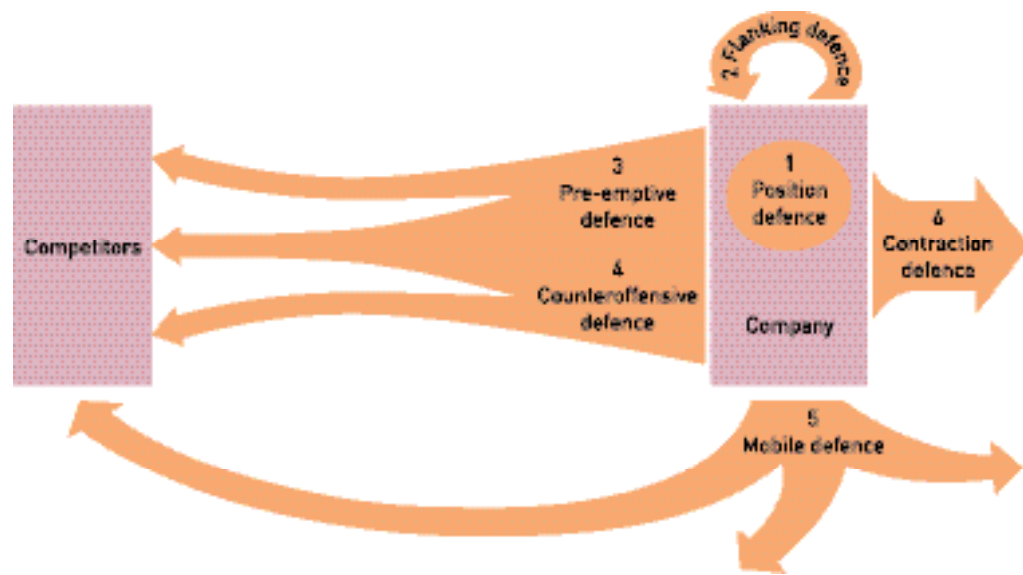 2 Flanking defence
3
Pre-emptive
defence
1
Position
defence
Competitors
4
Counteroffensive
defence
6
Contraction
defence
Company
5
Mobile defence